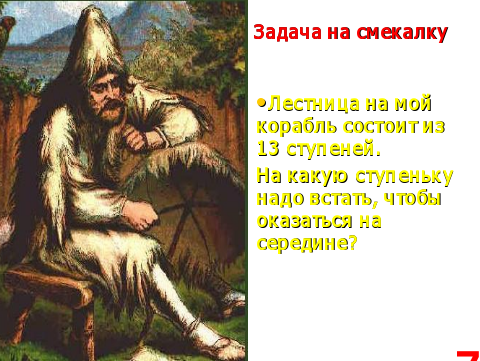 Задача на смекалку
•Лестница на мой
корабль состоит из
13 ступеней.
На какую ступеньку
надо встать, чтобы
оказаться на
середине?